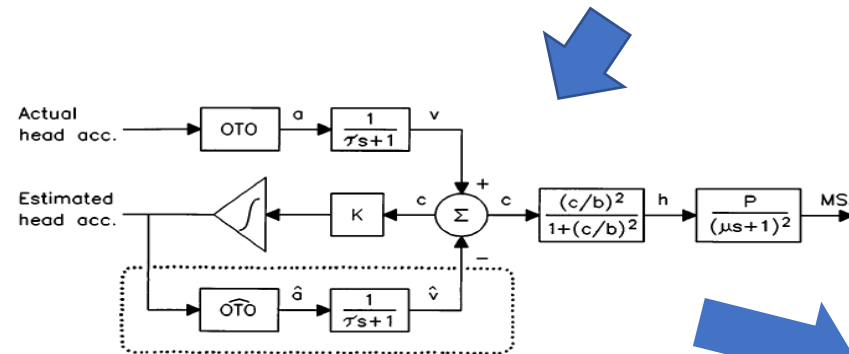 Actual
head acc.
OTO
a
1
τs+1
v
+
Estimated
head acc.
∫
K
c
Σ
c
(c/b)²
1+(c/b)²
h
P
(μs+1)²
MS
−
O͡TO
â
1
τs+1
v̂